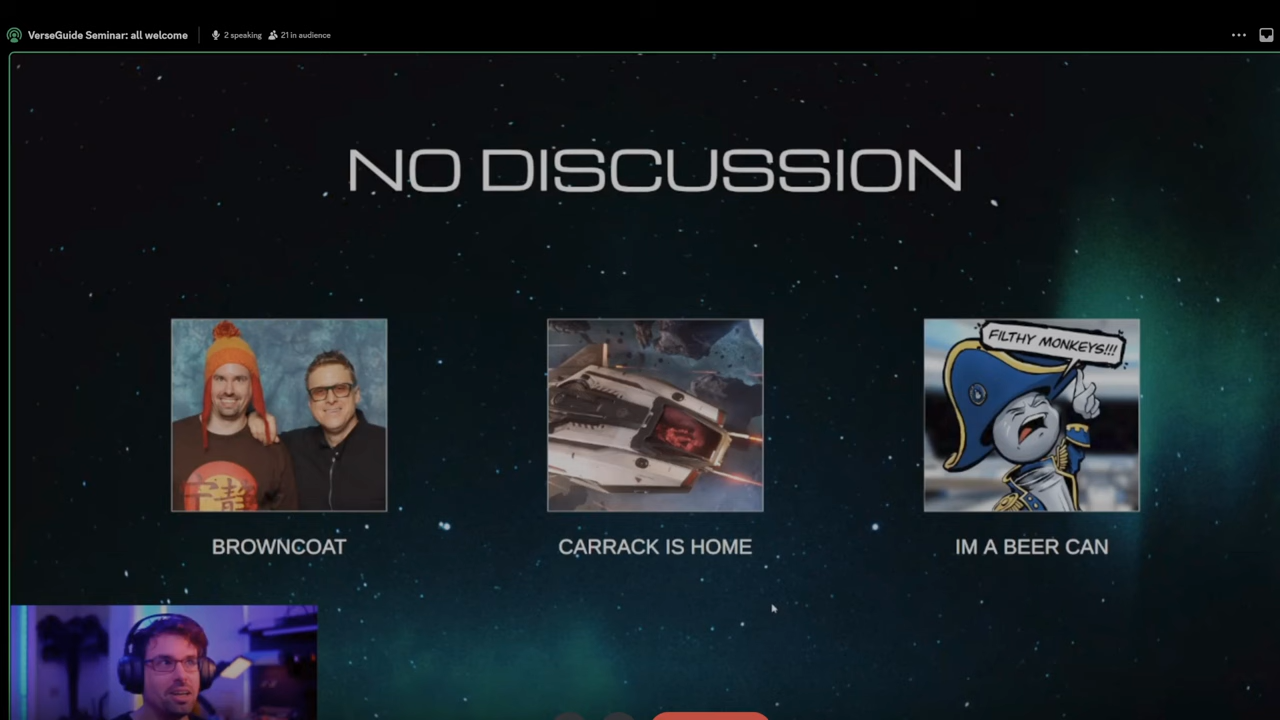 VerseGuide Seminar: all welcome
2 speaking
21 in audience
NO DISCUSSION
FILTHY MONKEYS!!!
BROWNCOAT
CARRACK IS HOME
IM A BEER CAN